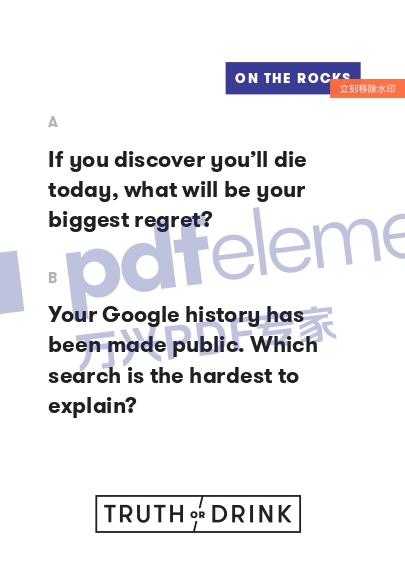 ON THE ROCKS
立刻移除水印
A
If you discover you’ll die
today, what will be your
biggest regret?
pdfeleme
B
Your Google history has
been made public. Which
search is the hardest to
explain?
万兴PDF专家
TRUTH OR DRINK